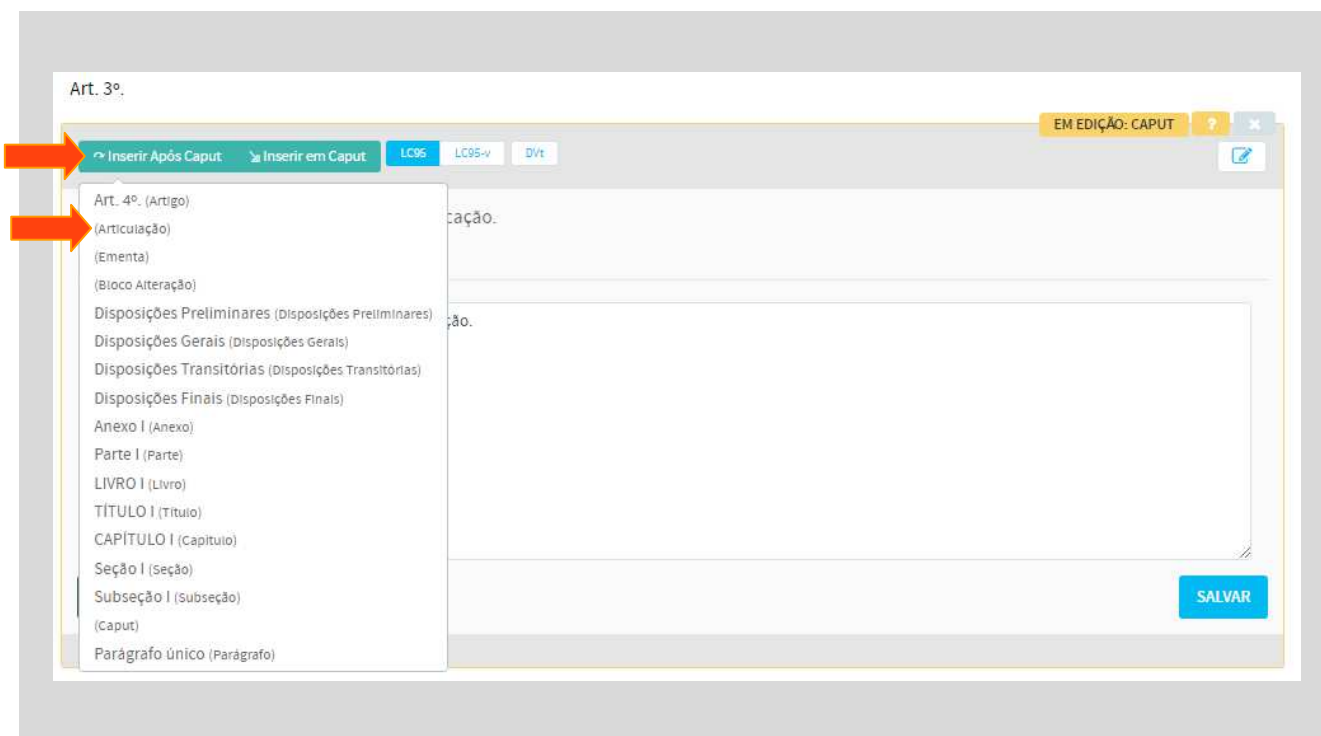 Art. 3º.
EM EDIÇÃO: CAPUT ? ×
Inserir Após Caput Inserir em Caput LC95 LC95-v DVt
Art. 4º. (Artigo)
cação.
(Articulação)
(Ementa)
(Bloco Alteração)
Disposições Preliminares (Disposições Preliminares)
ção.
Disposições Gerais (Disposições Gerais)
Disposições Transitórias (Disposições Transitórias)
Disposições Finais (Disposições Finais)
Anexo I (Anexo)
Parte I (Parte)
LIVRO I (Livro)
TÍTULO I (Título)
CAPÍTULO I (Capítulo)
Seção I (Seção)
Subseção I (Subseção)
SALVAR
(Caput)
Parágrafo único (Parágrafo)